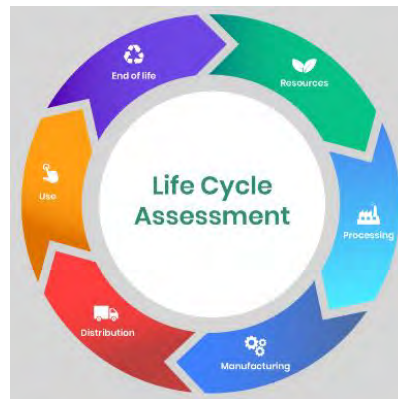 Life Cycle
Assessment
Resources
Processing
Manufacturing
Distribution
Use
End of life